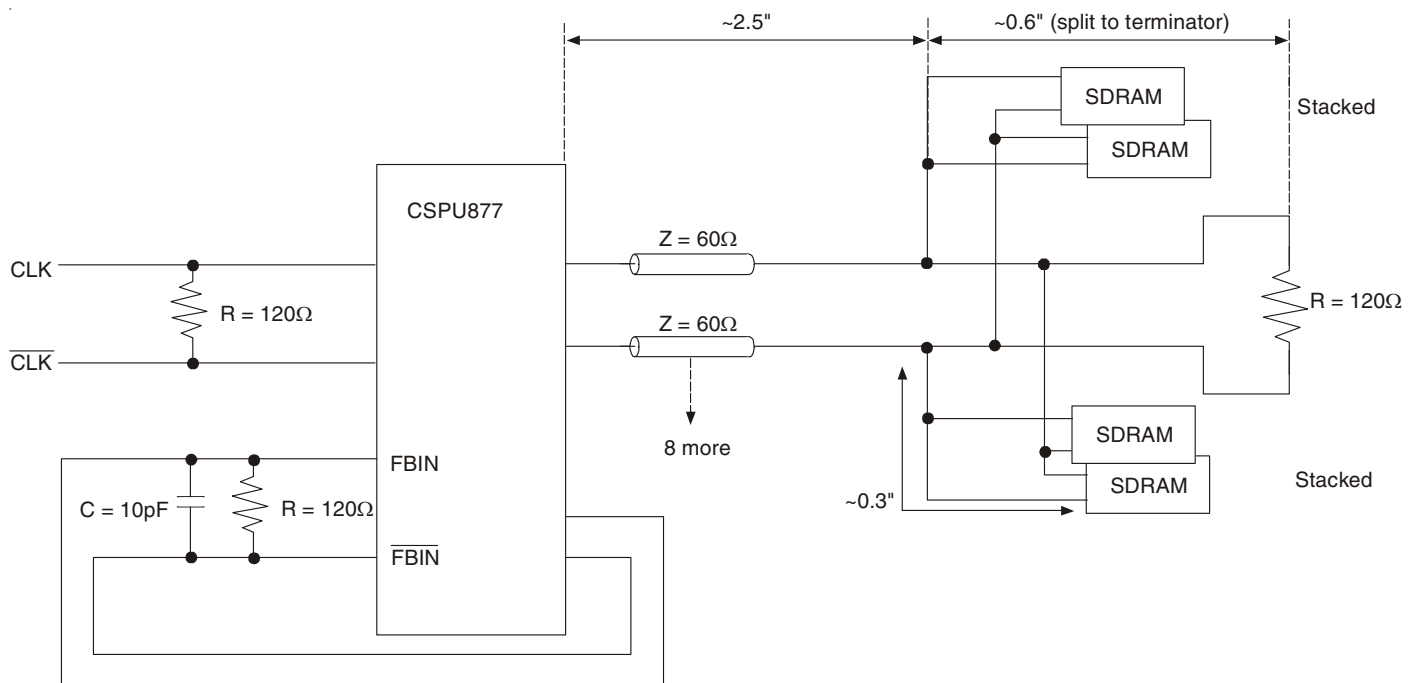 ~2.5"
~0.6" (split to terminator)
SDRAM
Stacked
SDRAM
CSPU877
Z = 60Ω
CLK
R = 120Ω
R = 120Ω
Z = 60Ω
CLK
8 more
SDRAM
FBIN
SDRAM
Stacked
C = 10pF
R = 120Ω
~0.3"
FBIN